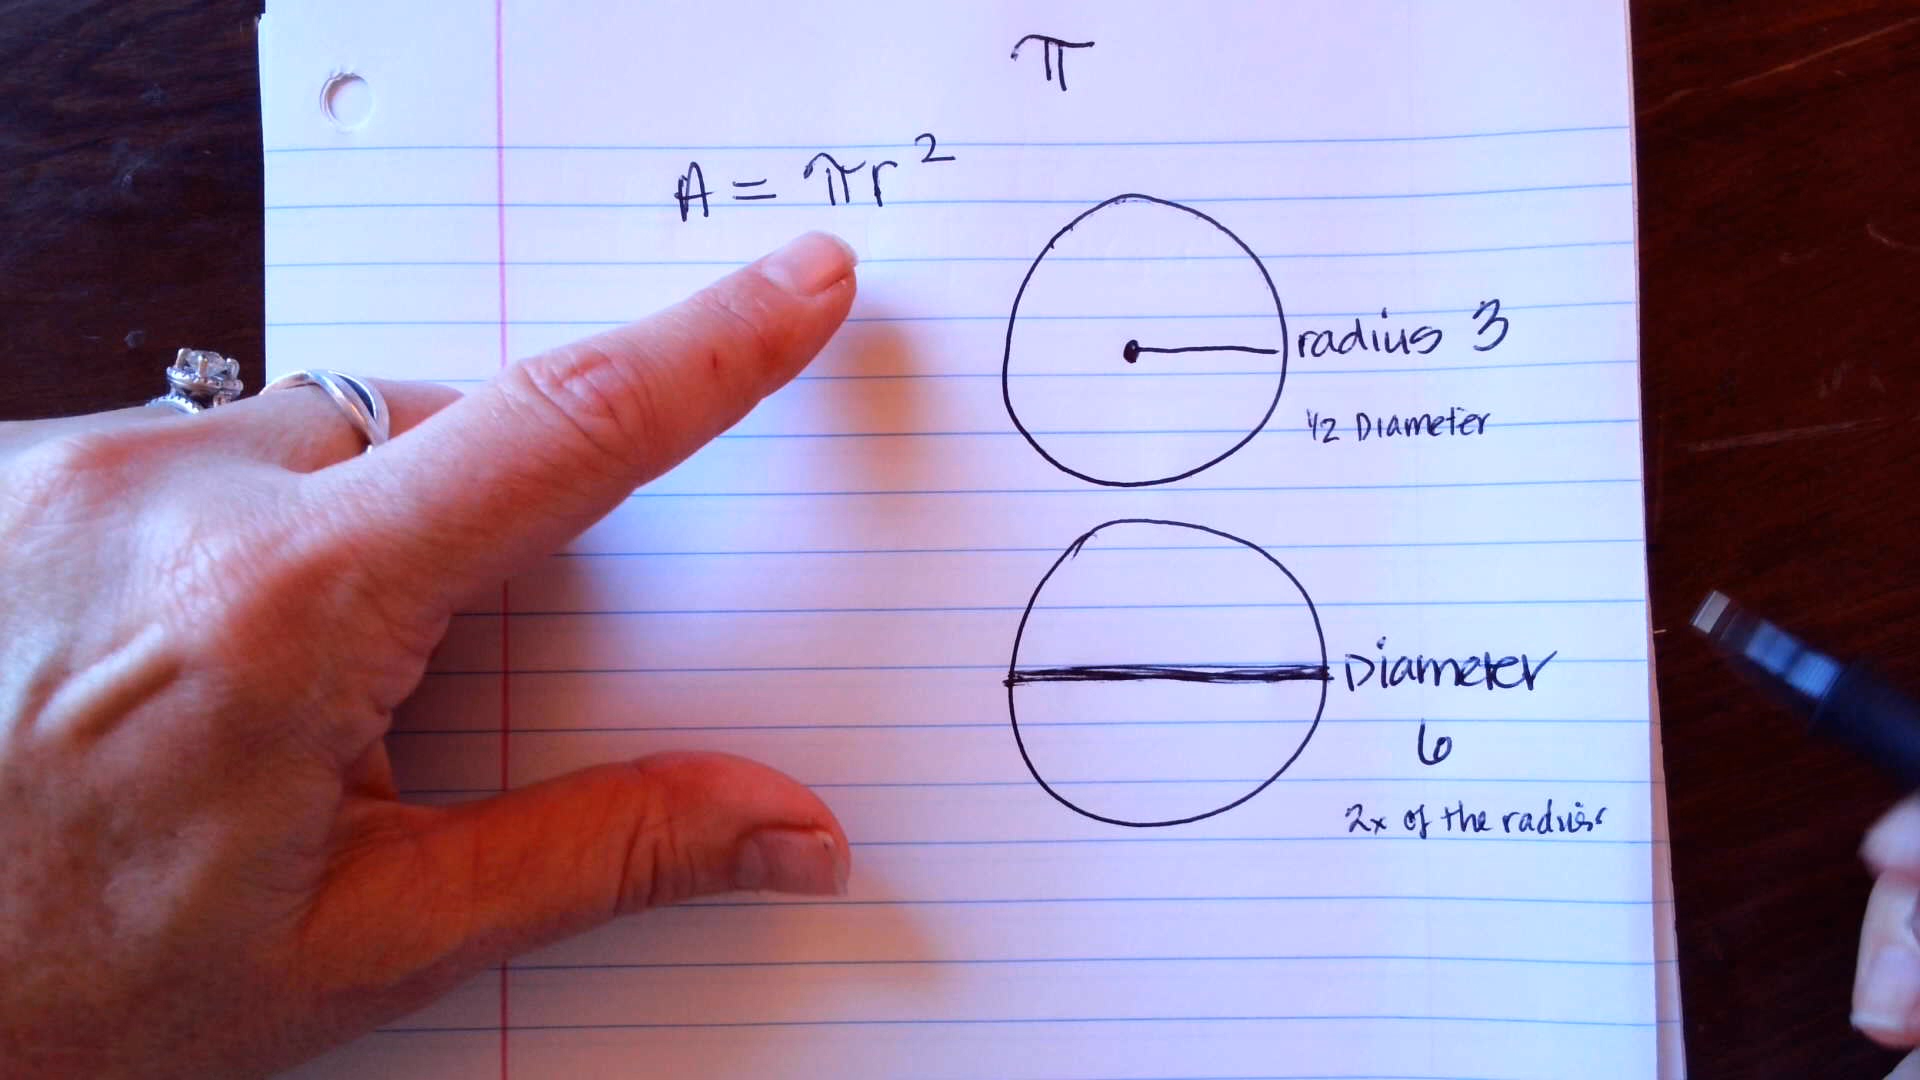 π
A = πr²
radius 3
1/2 Diameter
Diameter
6
2x of the radius